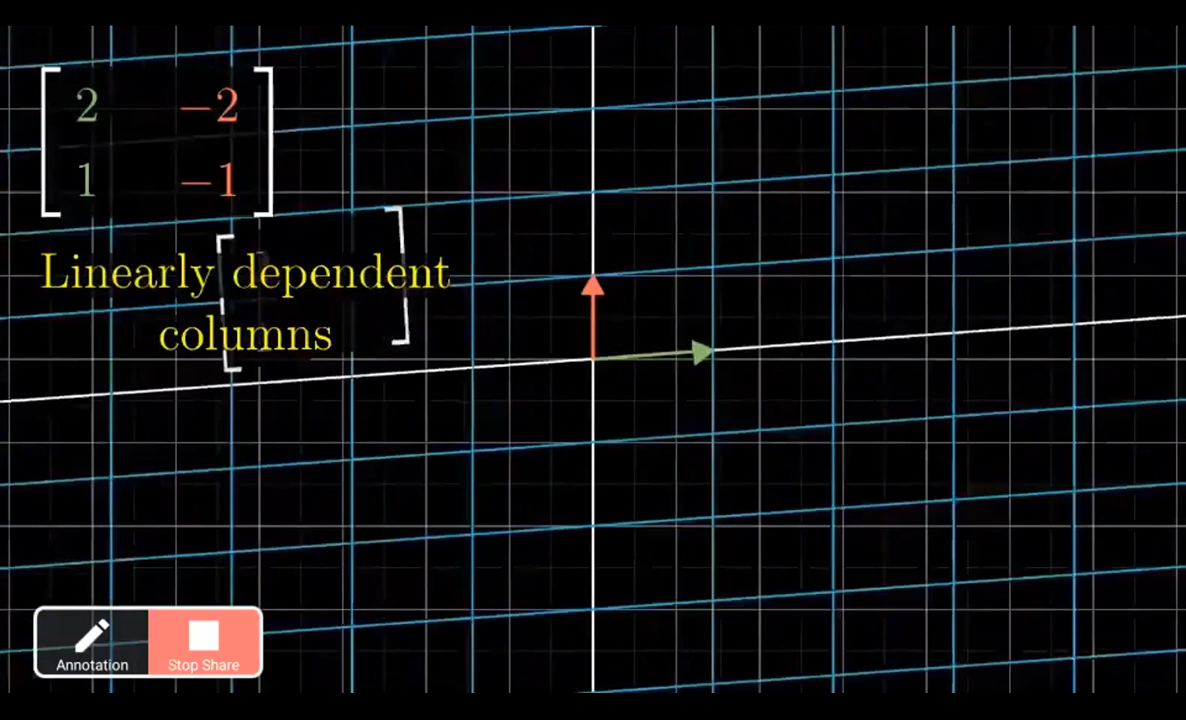 2 −2
1 −1
Linearly dependent
columns
Annotation
Stop Share